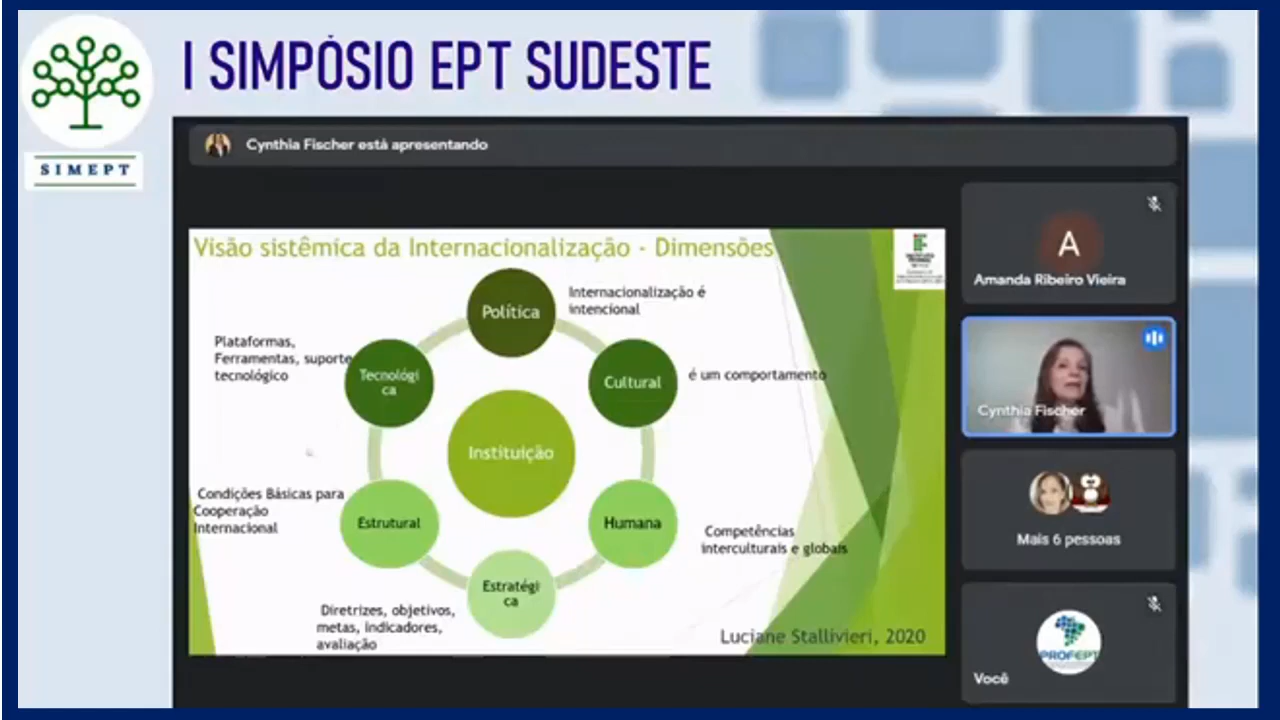 I SIMPÓSIO EPT SUDESTE
SIMEPT
Cynthia Fischer está apresentando
Visão sistêmica da Internacionalização - Dimensões
Política
Internacionalização é
intencional
Cultural
é um comportamento
Humana
Competências
interculturais e globais
Estratégi
ca
Diretrizes, objetivos,
metas, indicadores,
avaliação
Estrutural
Condições Básicas para
Cooperação
Internacional
Tecnológi
ca
Plataformas,
Ferramentas, suporte
tecnológico
Instituição
Luciane Stallivieri, 2020
A
Amanda Ribeiro Vieira
Cynthia Fischer
Mais 6 pessoas
PROFEPT
Você